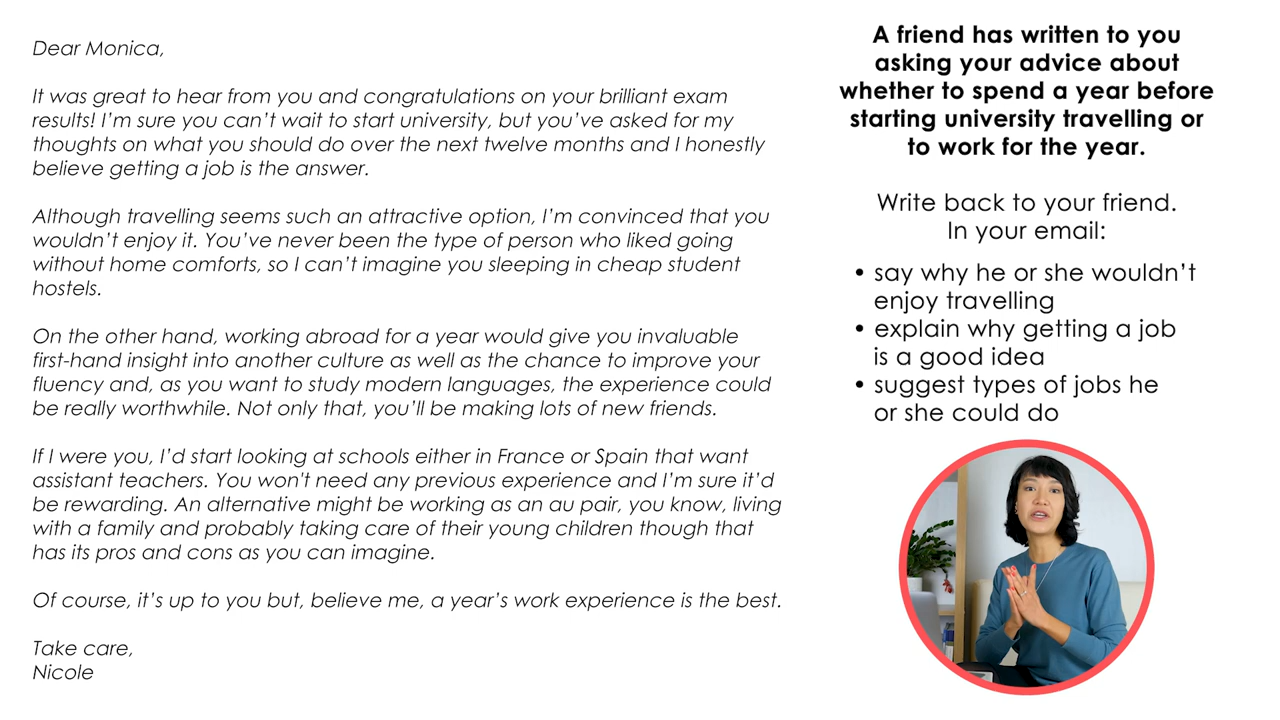 Dear Monica,
It was great to hear from you and congratulations on your brilliant exam
results! I'm sure you can't wait to start university, but you've asked for my
thoughts on what you should do over the next twelve months and I honestly
believe getting a job is the answer.
Although travelling seems such an attractive option, I'm convinced that you
wouldn't enjoy it. You've never been the type of person who liked going
without home comforts, so I can't imagine you sleeping in cheap student
hostels.
On the other hand, working abroad for a year would give you invaluable
first-hand insight into another culture as well as the chance to improve your
fluency and, as you want to study modern languages, the experience could
be really worthwhile. Not only that, you'll be making lots of new friends.
If I were you, I'd start looking at schools either in France or Spain that want
assistant teachers. You won't need any previous experience and I'm sure it'd
be rewarding. An alternative might be working as an au pair, you know, living
with a family and probably taking care of their young children though that
has its pros and cons as you can imagine.
Of course, it's up to you but, believe me, a year's work experience is the best.
Take care,
Nicole
A friend has written to you
asking your advice about
whether to spend a year before
starting university travelling or
to work for the year.
Write back to your friend.
In your email:
• say why he or she wouldn't
enjoy travelling
• explain why getting a job
is a good idea
• suggest types of jobs he
or she could do